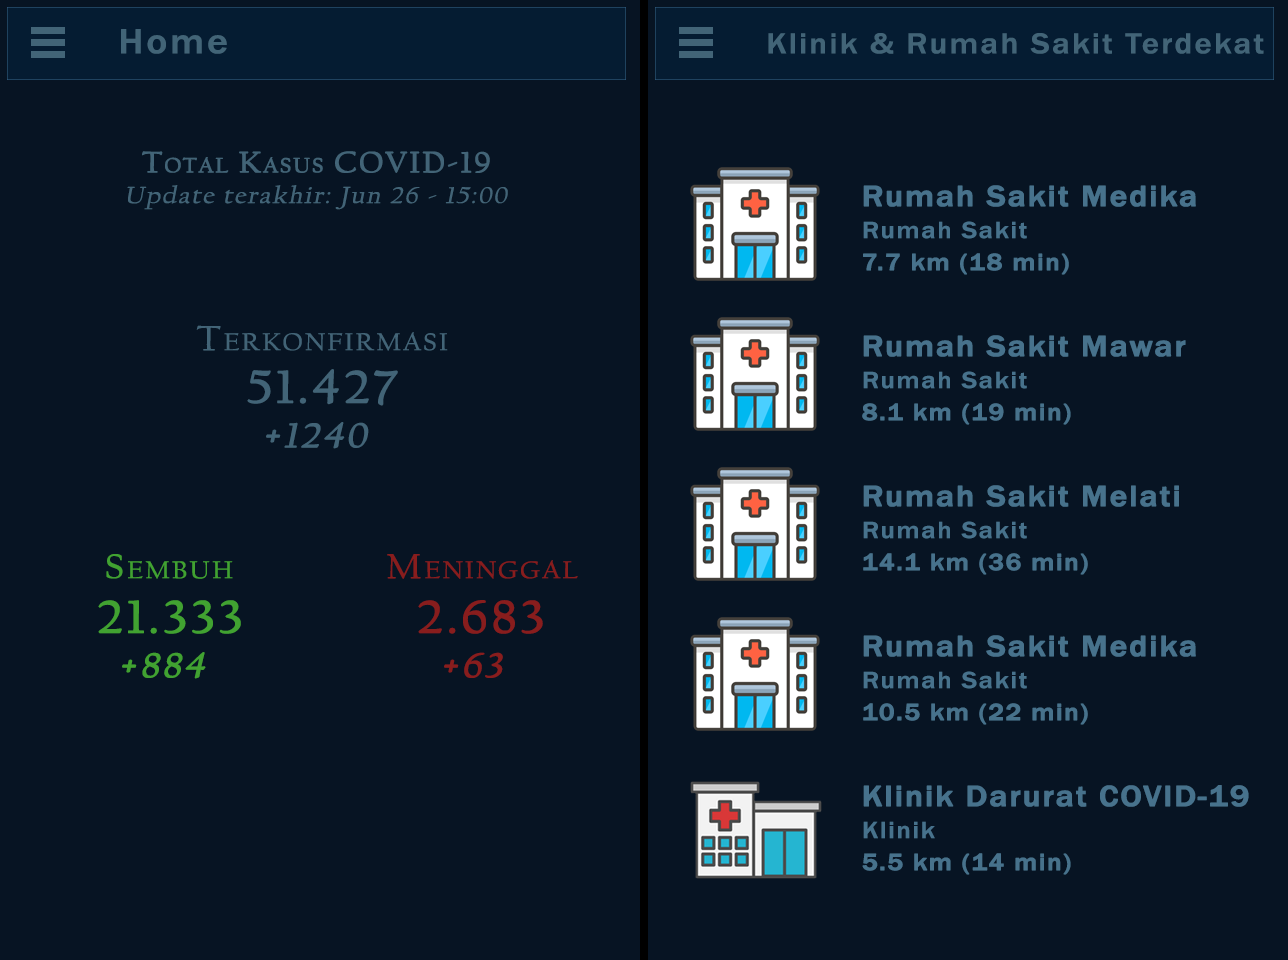 Home
Total Kasus COVID-19
Update terakhir: Jun 26 - 15:00
Terkonfirmasi
51.427
+1240
Sembuh
21.333
+884
Meninggal
2.683
+63
Klinik & Rumah Sakit Terdekat
Rumah Sakit Medika
Rumah Sakit
7.7 km (18 min)
Rumah Sakit Mawar
Rumah Sakit
8.1 km (19 min)
Rumah Sakit Melati
Rumah Sakit
14.1 km (36 min)
Rumah Sakit Medika
Rumah Sakit
10.5 km (22 min)
Klinik Darurat COVID-19
Klinik
5.5 km (14 min)